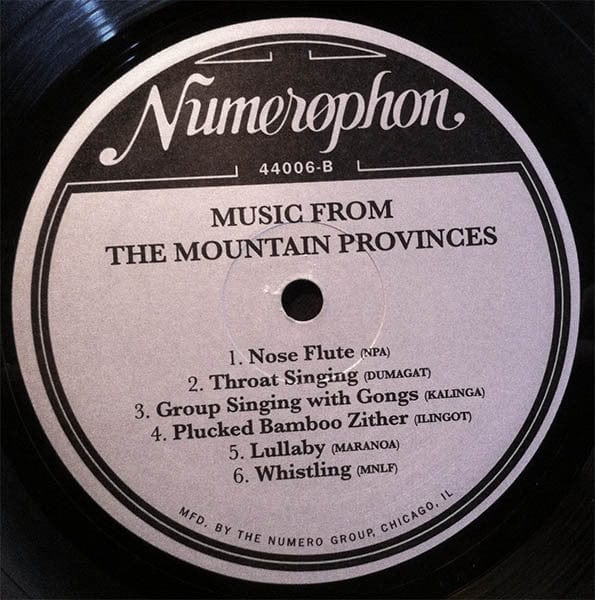 Numerophon
44006-B
MUSIC FROM
THE MOUNTAIN PROVINCES
1. Nose Flute (NPA)
2. Throat Singing (DUMAGAT)
3. Group Singing with Gongs (KALINGA)
4. Plucked Bamboo Zither (ILINGOT)
5. Lullaby (MARANOA)
6. Whistling (MNLF)
MFD. BY THE NUMERO GROUP, CHICAGO, IL